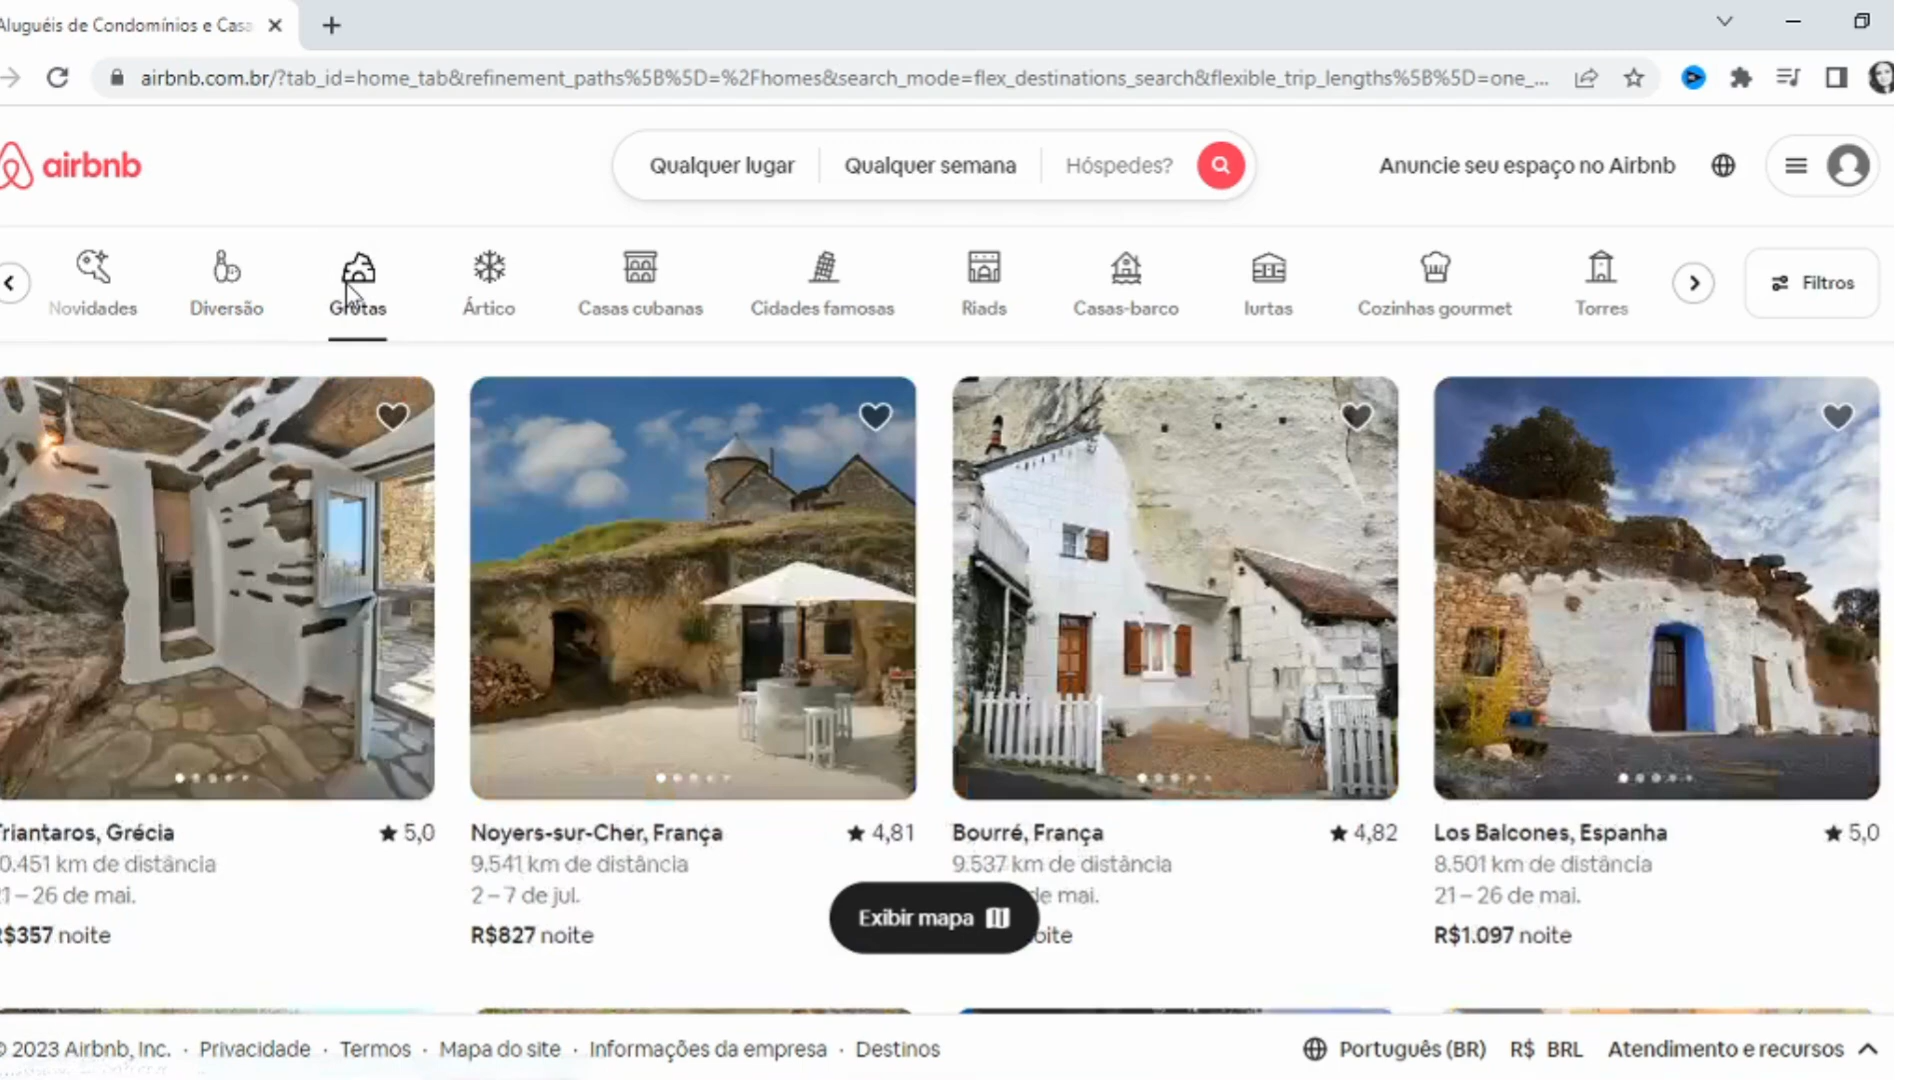 Aluguéis de Condomínios e Casa
airbnb.com.br/?tab_id=home_tab&refinement_paths%5B%5D=%2Fhomes&search_mode=flex_destinations_search&flexible_trip_lengths%5B%5D=one_...
airbnb
Qualquer lugar
Qualquer semana
Hóspedes?
Anuncie seu espaço no Airbnb
Novidades
Diversão
Grutas
Ártico
Casas cubanas
Cidades famosas
Riads
Casas-barco
Iurtas
Cozinhas gourmet
Torres
Filtros
Triantaros, Grécia
5,0
0.451 km de distância
21 – 26 de mai.
R$357 noite
Noyers-sur-Cher, França
4,81
9.541 km de distância
2 – 7 de jul.
R$827 noite
Bourré, França
4,82
9.537 km de distância
de mai.
oite
Los Balcones, Espanha
5,0
8.501 km de distância
21 – 26 de mai.
R$1.097 noite
Exibir mapa
© 2023 Airbnb, Inc. · Privacidade · Termos · Mapa do site · Informações da empresa · Destinos
Português (BR)
R$ BRL
Atendimento e recursos